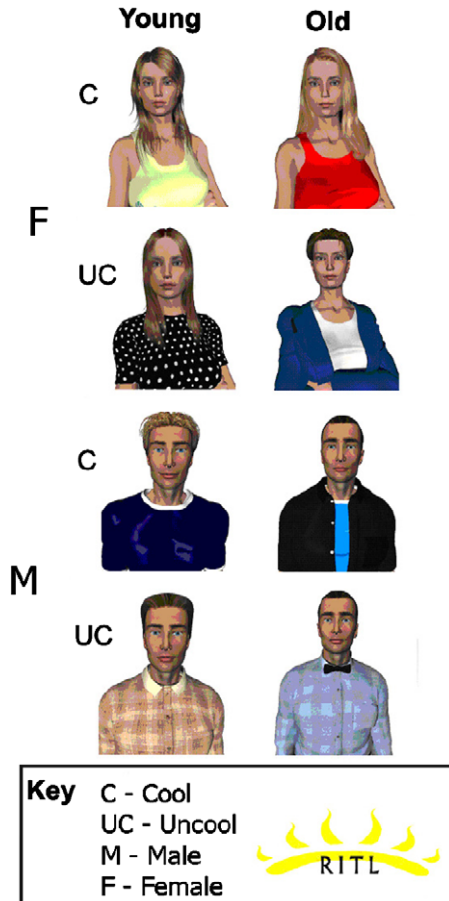 Young Old
C
F
UC
C
M
UC
Key
C - Cool
UC - Uncool
M - Male
F - Female
RITL